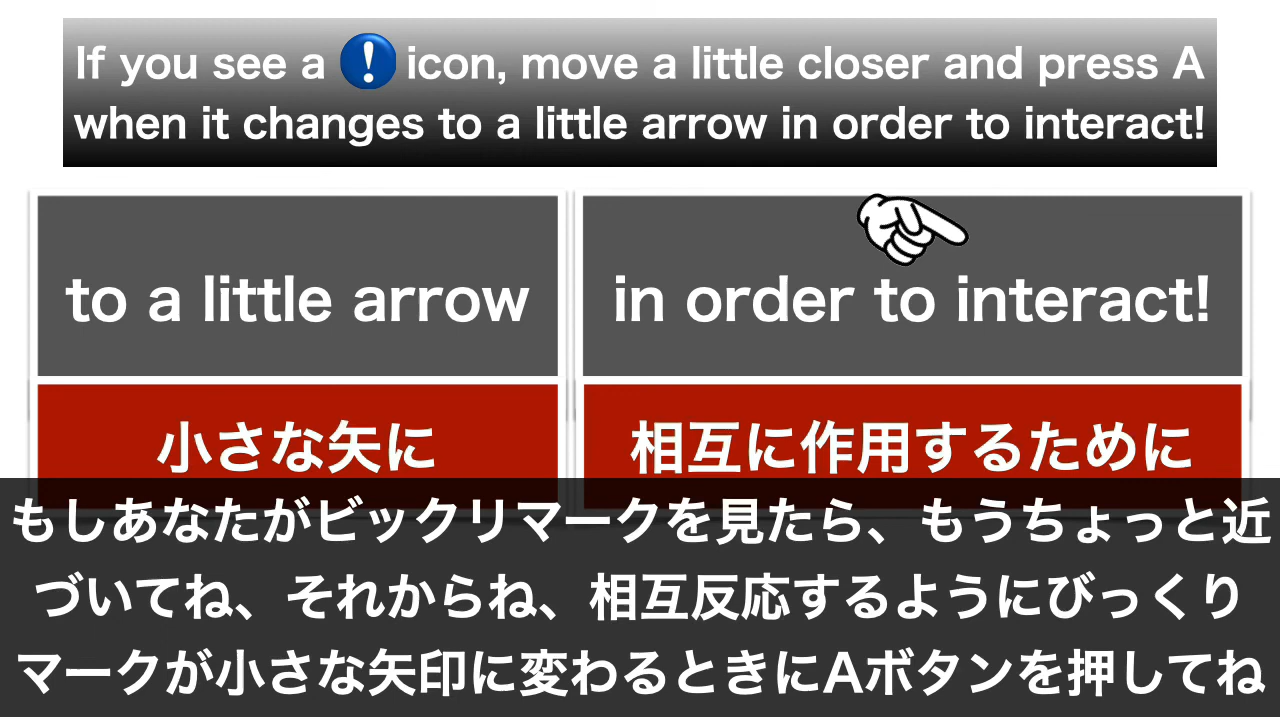 If you see a ! icon, move a little closer and press A
when it changes to a little arrow in order to interact!
to a little arrow
in order to interact!
小さな矢に
相互に作用するために
もしあなたがビックリマークを見たら、もうちょっと近
づいてね、それからね、相互反応するようにびっくり
マークが小さな矢印に変わるときにAボタンを押してね